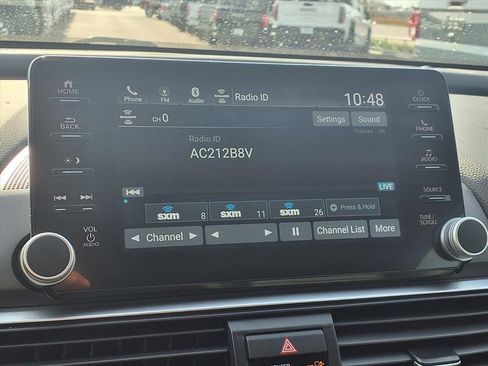 HOME
Phone
FM
Audio
Radio ID
10:48
CLOCK
CH 0
Settings
Sound
BACK
PHONE
Radio ID
AC212B8V
AUDIO
LIVE
SOURCE
sxm 8
sxm 11
sxm 26
Press & Hold
VOL
AUDIO
TUNE/
SCROLL
Channel
Channel List
More